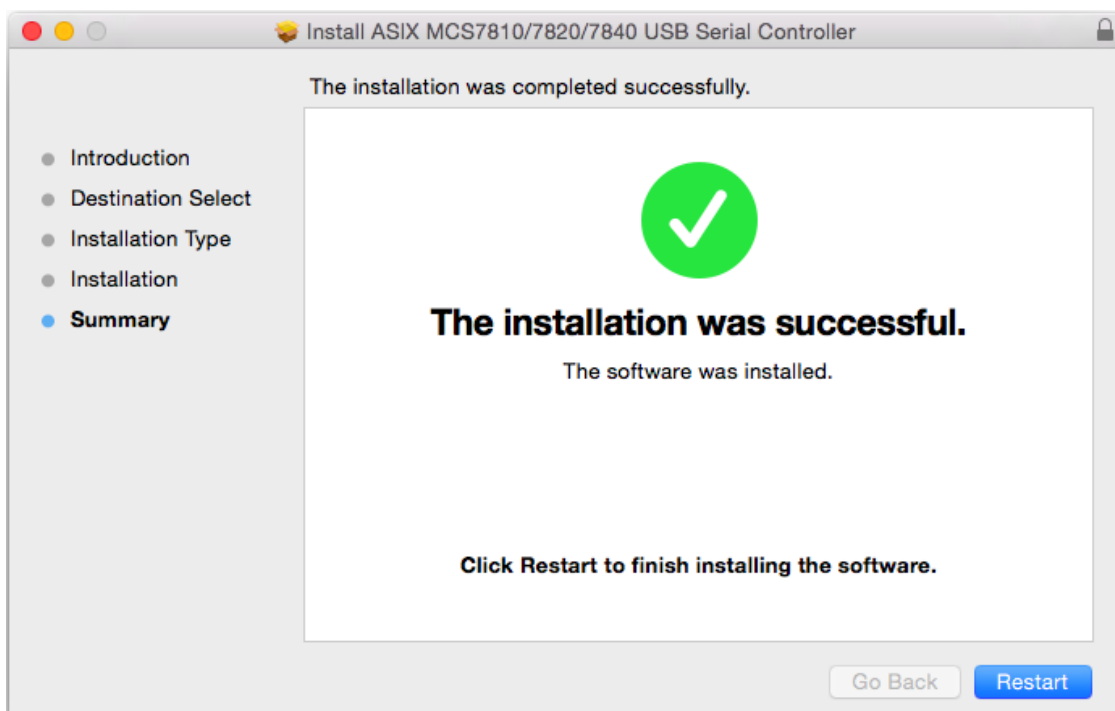 Install ASIX MCS7810/7820/7840 USB Serial Controller
The installation was completed successfully.
Introduction
Destination Select
Installation Type
Installation
Summary
The installation was successful.
The software was installed.
Click Restart to finish installing the software.
Go Back
Restart